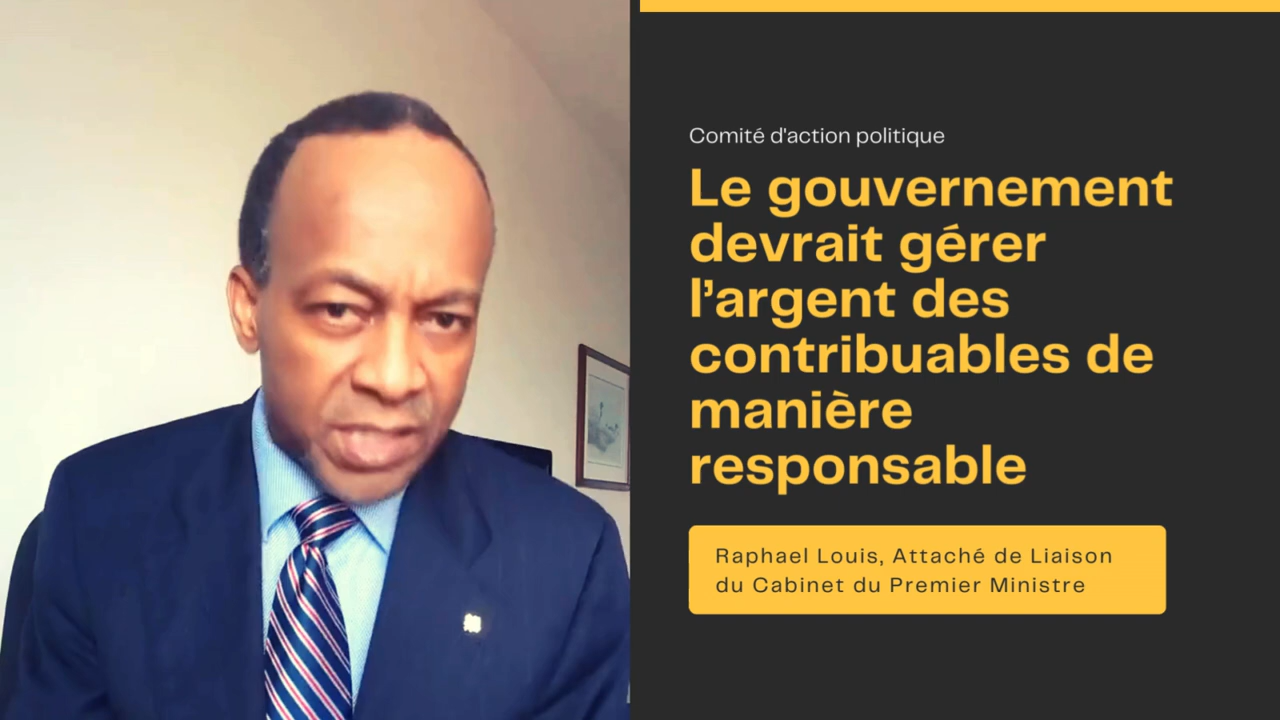 Comité d'action politique
Le gouvernement
devrait gérer
l’argent des
contribuables de
manière
responsable
Raphael Louis, Attaché de Liaison
du Cabinet du Premier Ministre